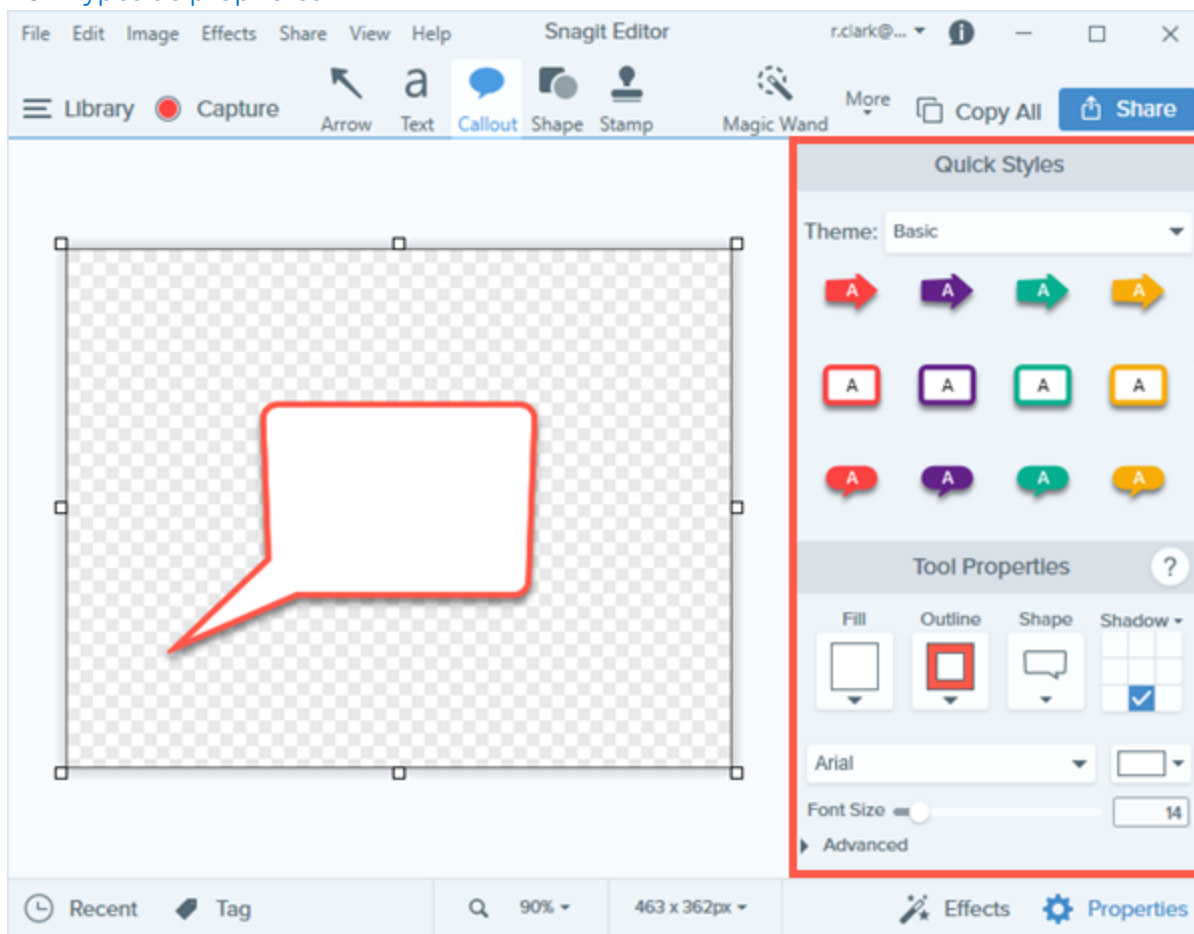 File Edit Image Effects Share View Help Snagit Editor r.clark@...
Library Capture Arrow a Text Callout Shape Stamp Magic Wand More Copy All Share
Quick Styles
Theme: Basic
A A A A
A A A A
A A A A
Tool Properties ?
Fill Outline Shape Shadow
Arial
Font Size 14
Advanced
Recent Tag 90% 463 x 362px Effects Properties